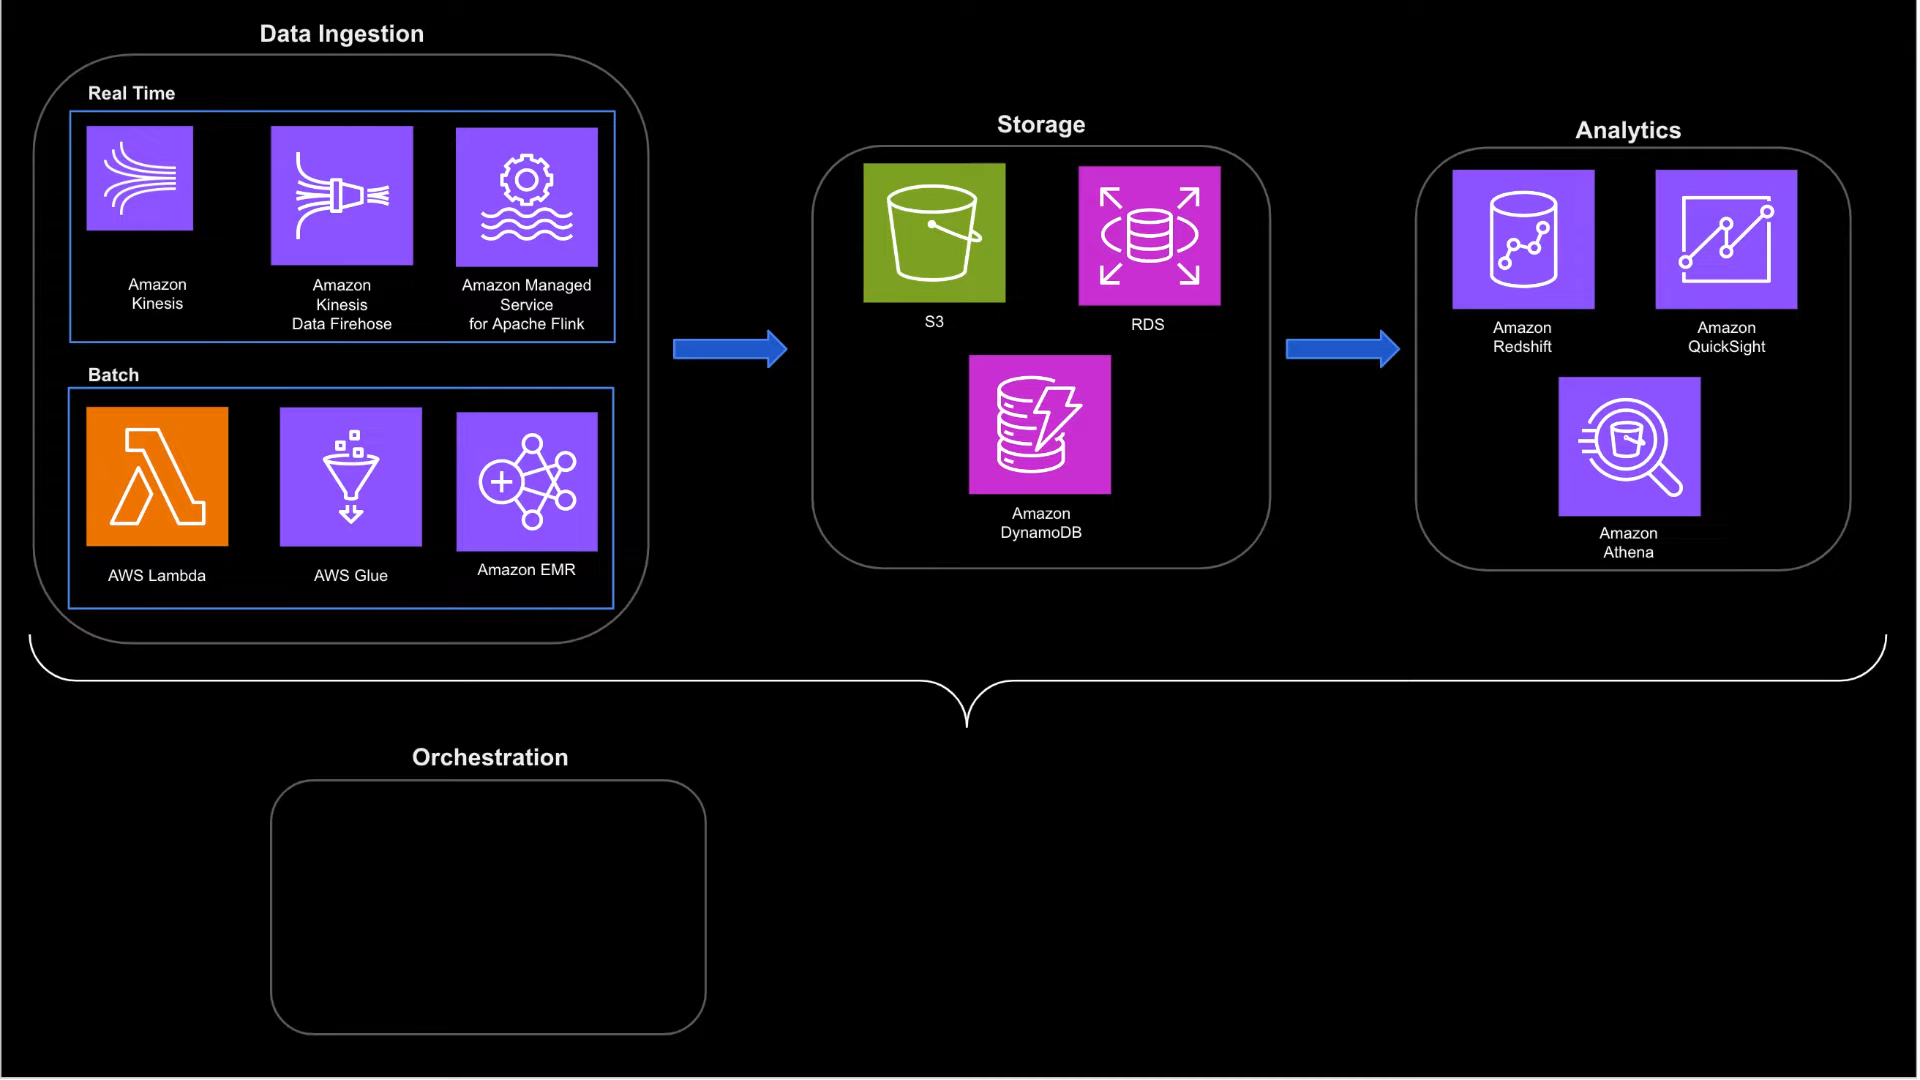 Data Ingestion
Real Time
Amazon
Kinesis
Amazon
Kinesis
Data Firehose
Amazon Managed
Service
for Apache Flink
Batch
AWS Lambda
AWS Glue
Amazon EMR
Storage
S3
RDS
Amazon
DynamoDB
Analytics
Amazon
Redshift
Amazon
QuickSight
Amazon
Athena
Orchestration